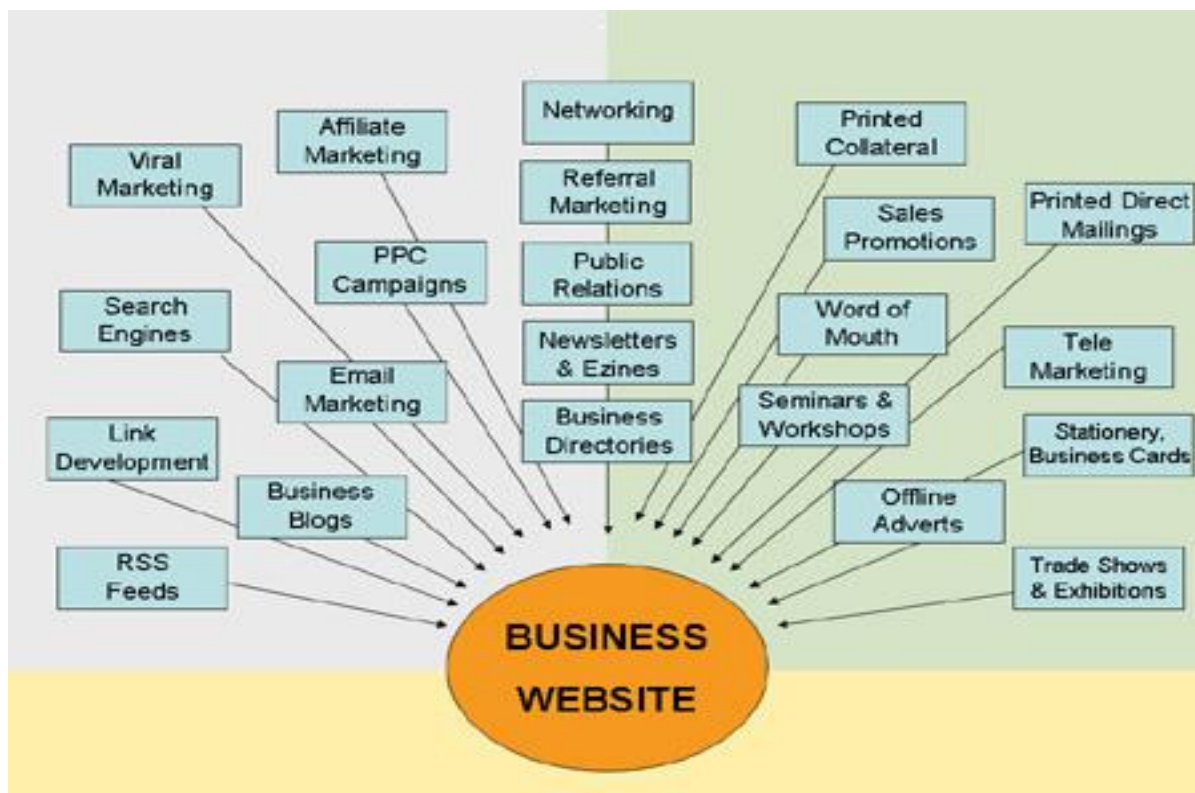 Networking
Affiliate
Marketing
Printed
Collateral
Viral
Marketing
Referral
Marketing
Sales
Promotions
Printed Direct
Mailings
PPC
Campaigns
Public
Relations
Search
Engines
Word of
Mouth
Newsletters
& Ezines
Tele
Marketing
Email
Marketing
Seminars &
Workshops
Business
Directories
Link
Development
Stationery,
Business Cards
Business
Blogs
Offline
Adverts
RSS
Feeds
Trade Shows
& Exhibitions
BUSINESS
WEBSITE